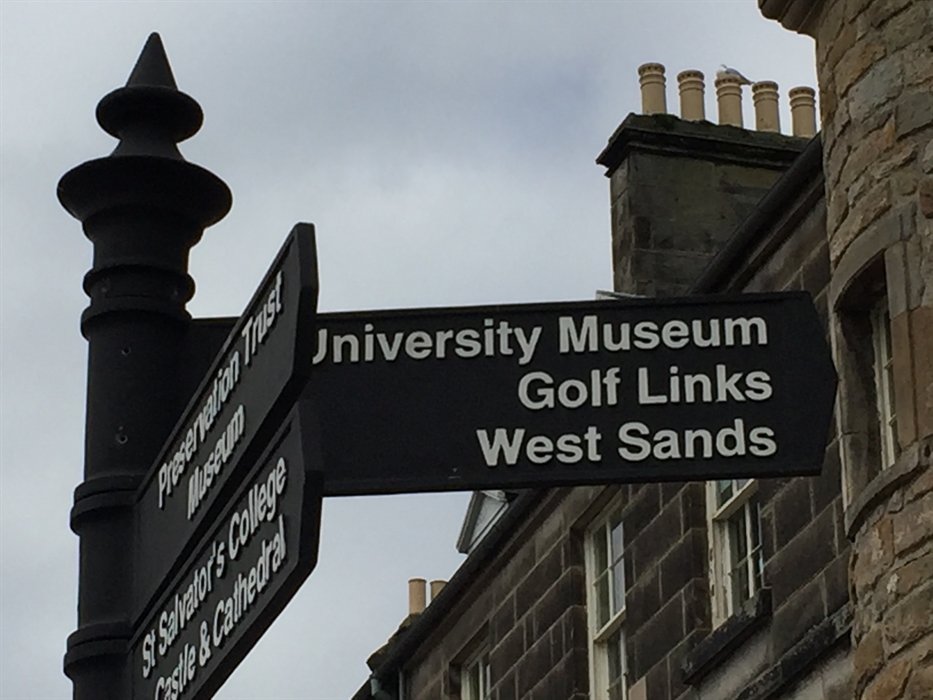 University Museum
Golf Links
West Sands
Preservation Trust
Museum
St Salvator's College
Castle & Cathedral